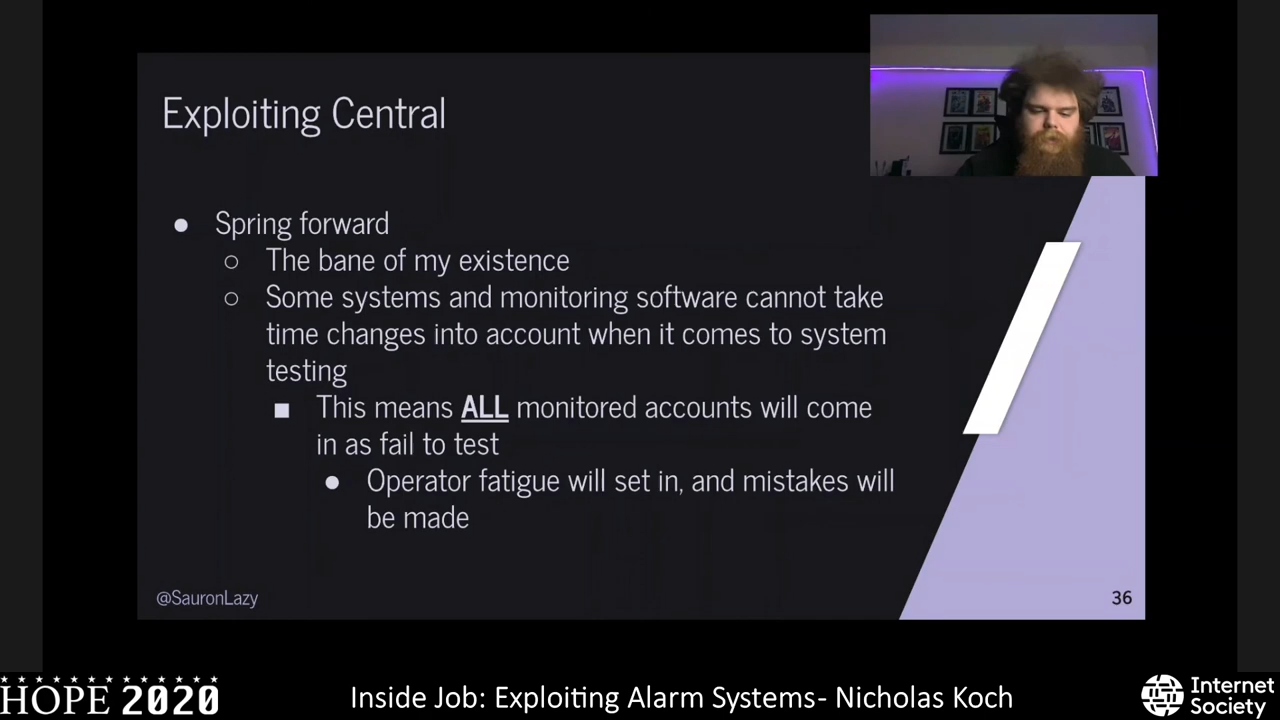 Exploiting Central
● Spring forward
○ The bane of my existence
○ Some systems and monitoring software cannot take
time changes into account when it comes to system
testing
■ This means ALL monitored accounts will come
in as fail to test
● Operator fatigue will set in, and mistakes will
be made
@SauronLazy
36
HOPE 2020
Inside Job: Exploiting Alarm Systems- Nicholas Koch
Internet
Society